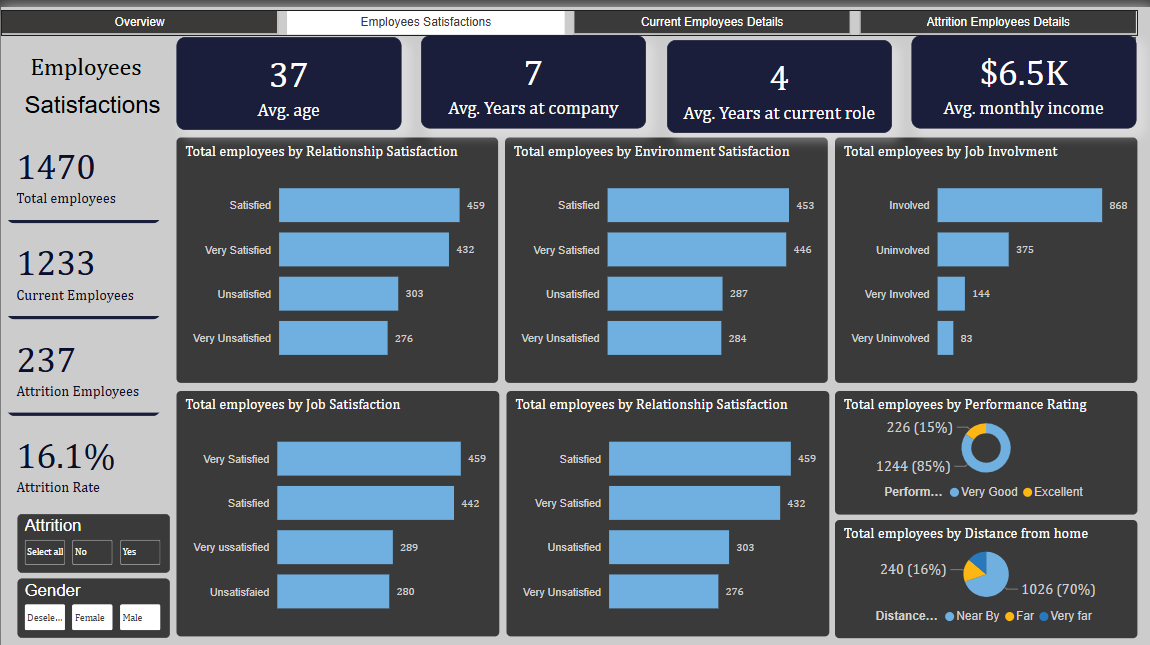 Overview
Employees Satisfactions
Current Employees Details
Attrition Employees Details
Employees
Satisfactions
37
Avg. age
7
Avg. Years at company
4
Avg. Years at current role
$6.5K
Avg. monthly income
1470
Total employees
1233
Current Employees
237
Attrition Employees
16.1%
Attrition Rate
Attrition
Select all
No
Yes
Gender
Desele...
Female
Male
Total employees by Relationship Satisfaction
Satisfied 459
Very Satisfied 432
Unsatisfied 303
Very Unsatisfied 276
Total employees by Environment Satisfaction
Satisfied 453
Very Satisfied 446
Unsatisfied 287
Very Unsatisfied 284
Total employees by Job Involvment
Involved 868
Uninvolved 375
Very Involved 144
Very Uninvolved 83
Total employees by Job Satisfaction
Very Satisfied 459
Satisfied 442
Very ussatisfied 289
Unsatisfaied 280
Total employees by Relationship Satisfaction
Satisfied 459
Very Satisfied 432
Unsatisfied 303
Very Unsatisfied 276
Total employees by Performance Rating
226 (15%)
1244 (85%)
Perform... Very Good Excellent
Total employees by Distance from home
240 (16%)
1026 (70%)
Distance... Near By Far Very far